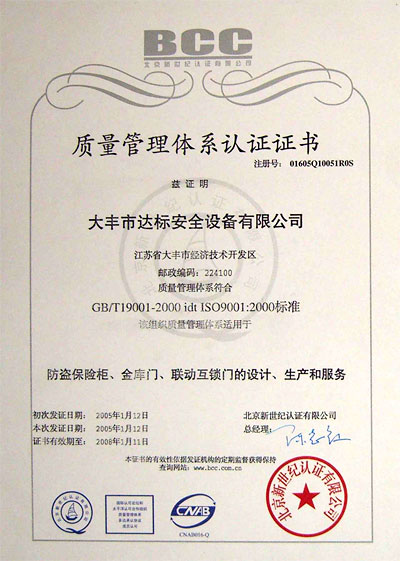 BCC
北京新世纪认证有限公司
质量管理体系认证证书
注册号: 01605Q10051R0S
兹证明
大丰市达标安全设备有限公司
江苏省大丰市经济技术开发区
邮政编码: 224100
质量管理体系符合
GB/T19001-2000 idt ISO9001:2000标准
该组织质量管理体系适用于
防盗保险柜、金库门、联动互锁门的设计、生产和服务
初次发证日期: 2005年1月12日
本次发证日期: 2005年1月12日
证书有效期至: 2008年1月11日
北京新世纪认证有限公司
总经理:
本证书的有效性依据发证机构的定期监督获得保持
查询网站: www.bcc.com.cn
CNAB
CNAB016-Q
北京新世纪认证有限公司